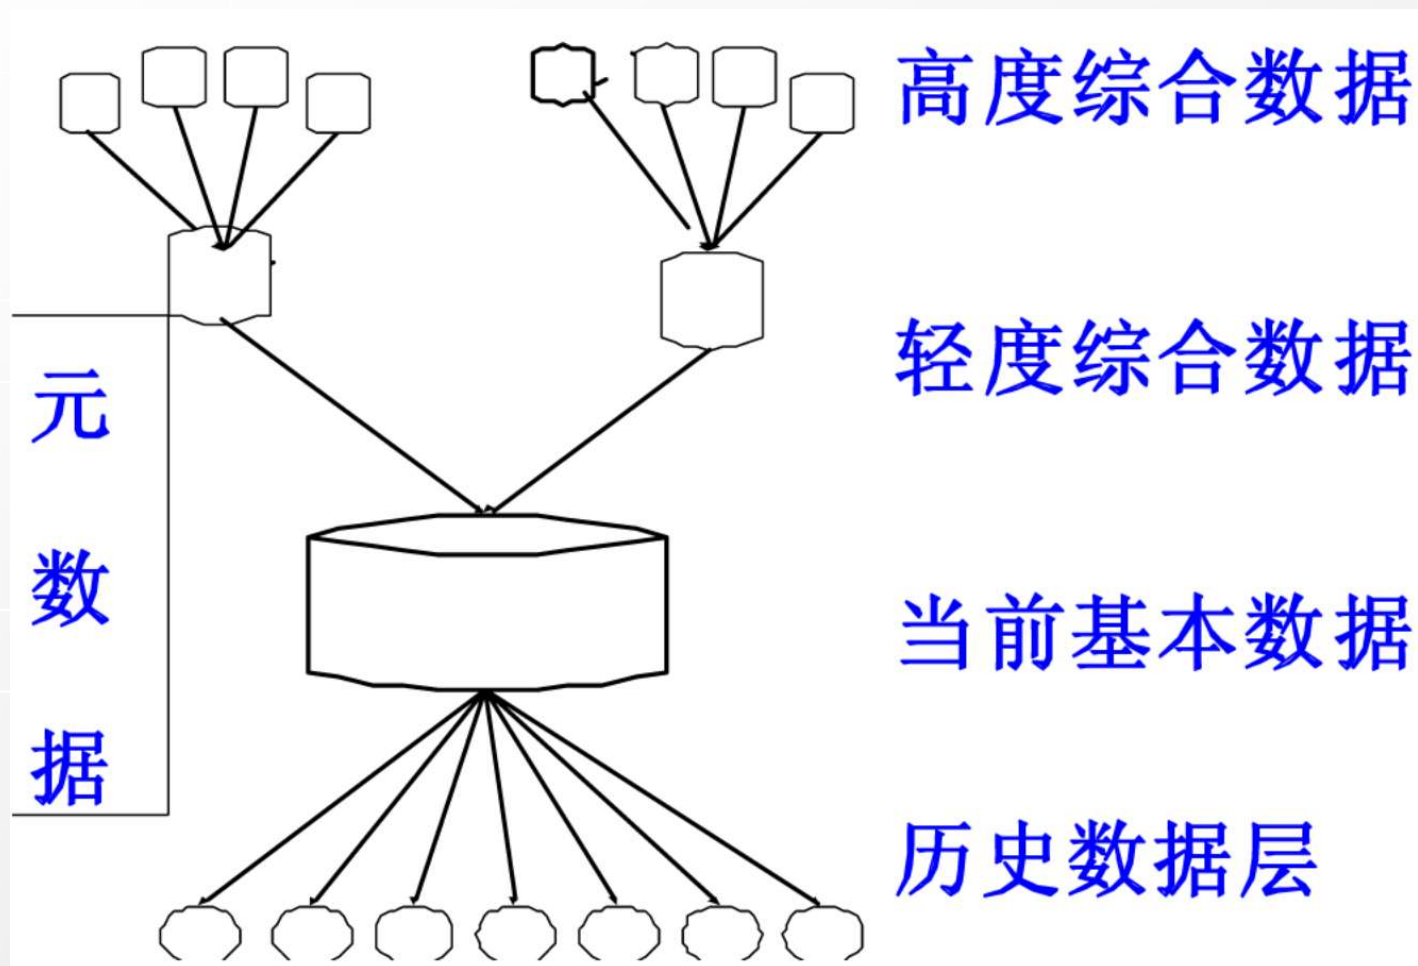 高度综合数据
轻度综合数据
元
数
据
当前基本数据
历史数据层